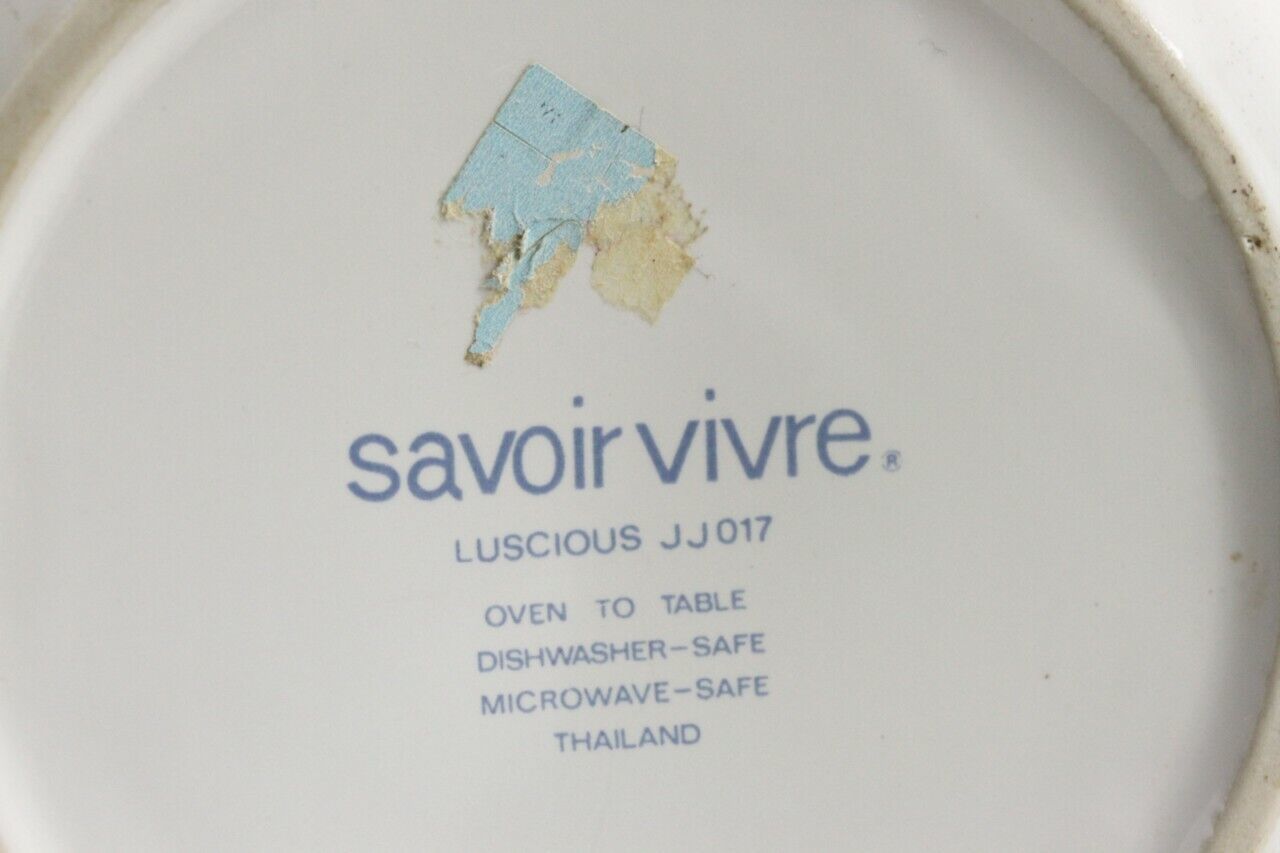 savoir vivre®
LUSCIOUS JJ017
OVEN TO TABLE
DISHWASHER-SAFE
MICROWAVE-SAFE
THAILAND